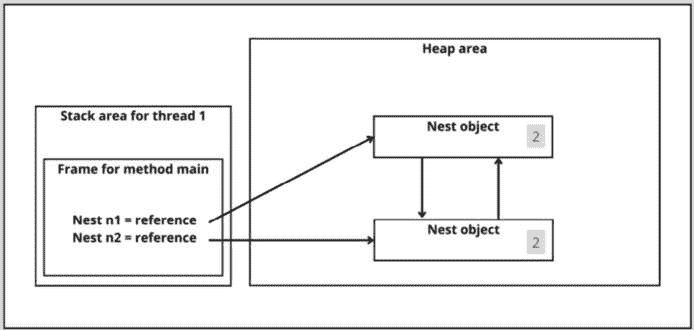 Heap area
Stack area for thread 1
Nest object 2
Frame for method main
Nest n1 = reference
Nest n2 = reference
Nest object 2